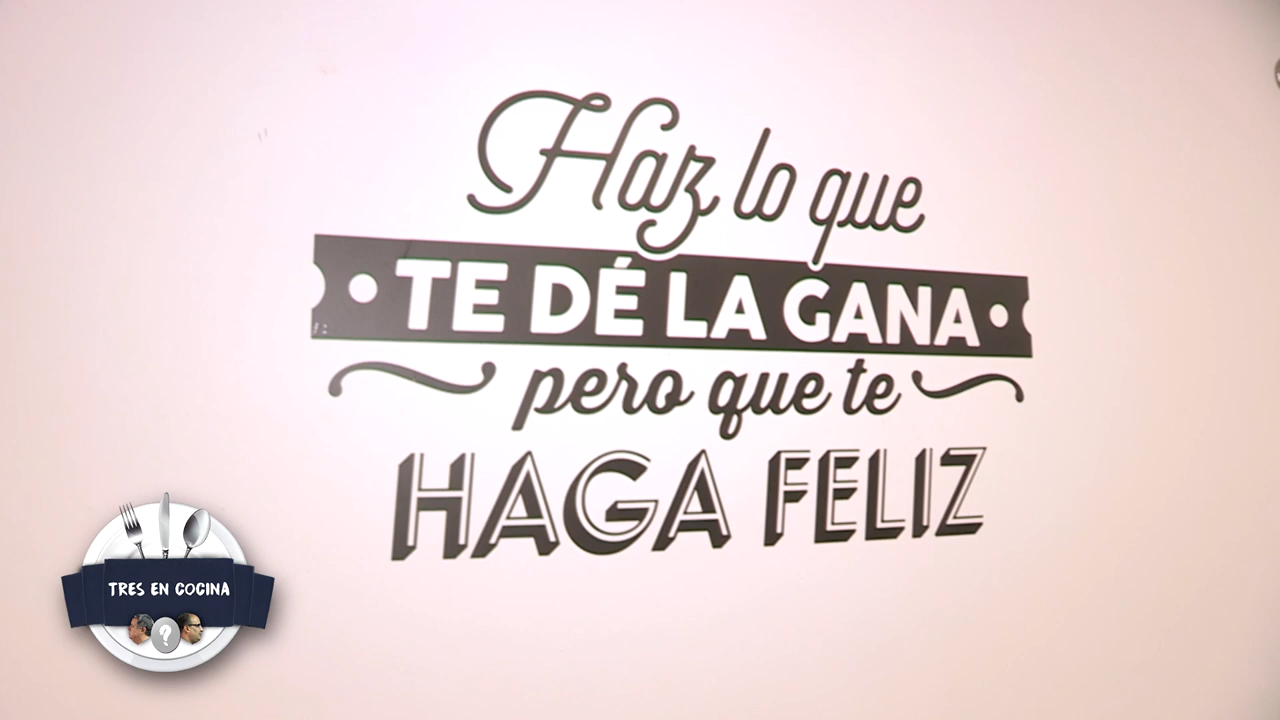 Haz lo que
TE DÉ LA GANA
pero que te
HAGA FELIZ
TRES EN COCINA
?